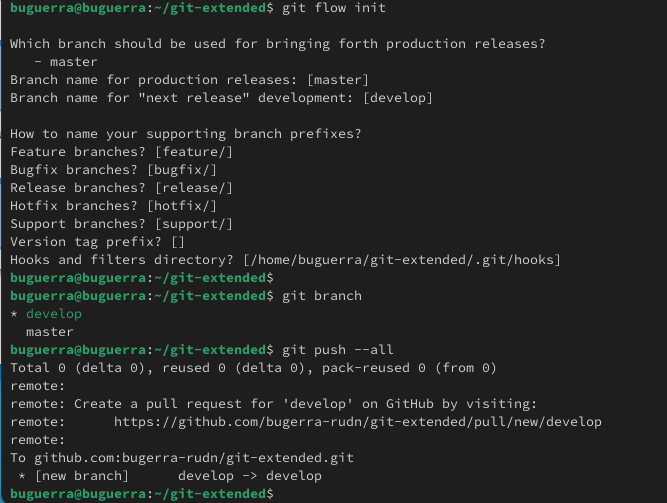 buguerra@buguerra:~/git-extended$ git flow init

Which branch should be used for bringing forth production releases?
   - master
Branch name for production releases: [master]
Branch name for "next release" development: [develop]

How to name your supporting branch prefixes?
Feature branches? [feature/]
Bugfix branches? [bugfix/]
Release branches? [release/]
Hotfix branches? [hotfix/]
Support branches? [support/]
Version tag prefix? []
Hooks and filters directory? [/home/buguerra/git-extended/.git/hooks]
buguerra@buguerra:~/git-extended$
buguerra@buguerra:~/git-extended$ git branch
* develop
  master
buguerra@buguerra:~/git-extended$ git push --all
Total 0 (delta 0), reused 0 (delta 0), pack-reused 0 (from 0)
remote:
remote: Create a pull request for 'develop' on GitHub by visiting:
remote:      https://github.com/bugerra-rudn/git-extended/pull/new/develop
remote:
To github.com:bugerra-rudn/git-extended.git
 * [new branch]      develop -> develop
buguerra@buguerra:~/git-extended$